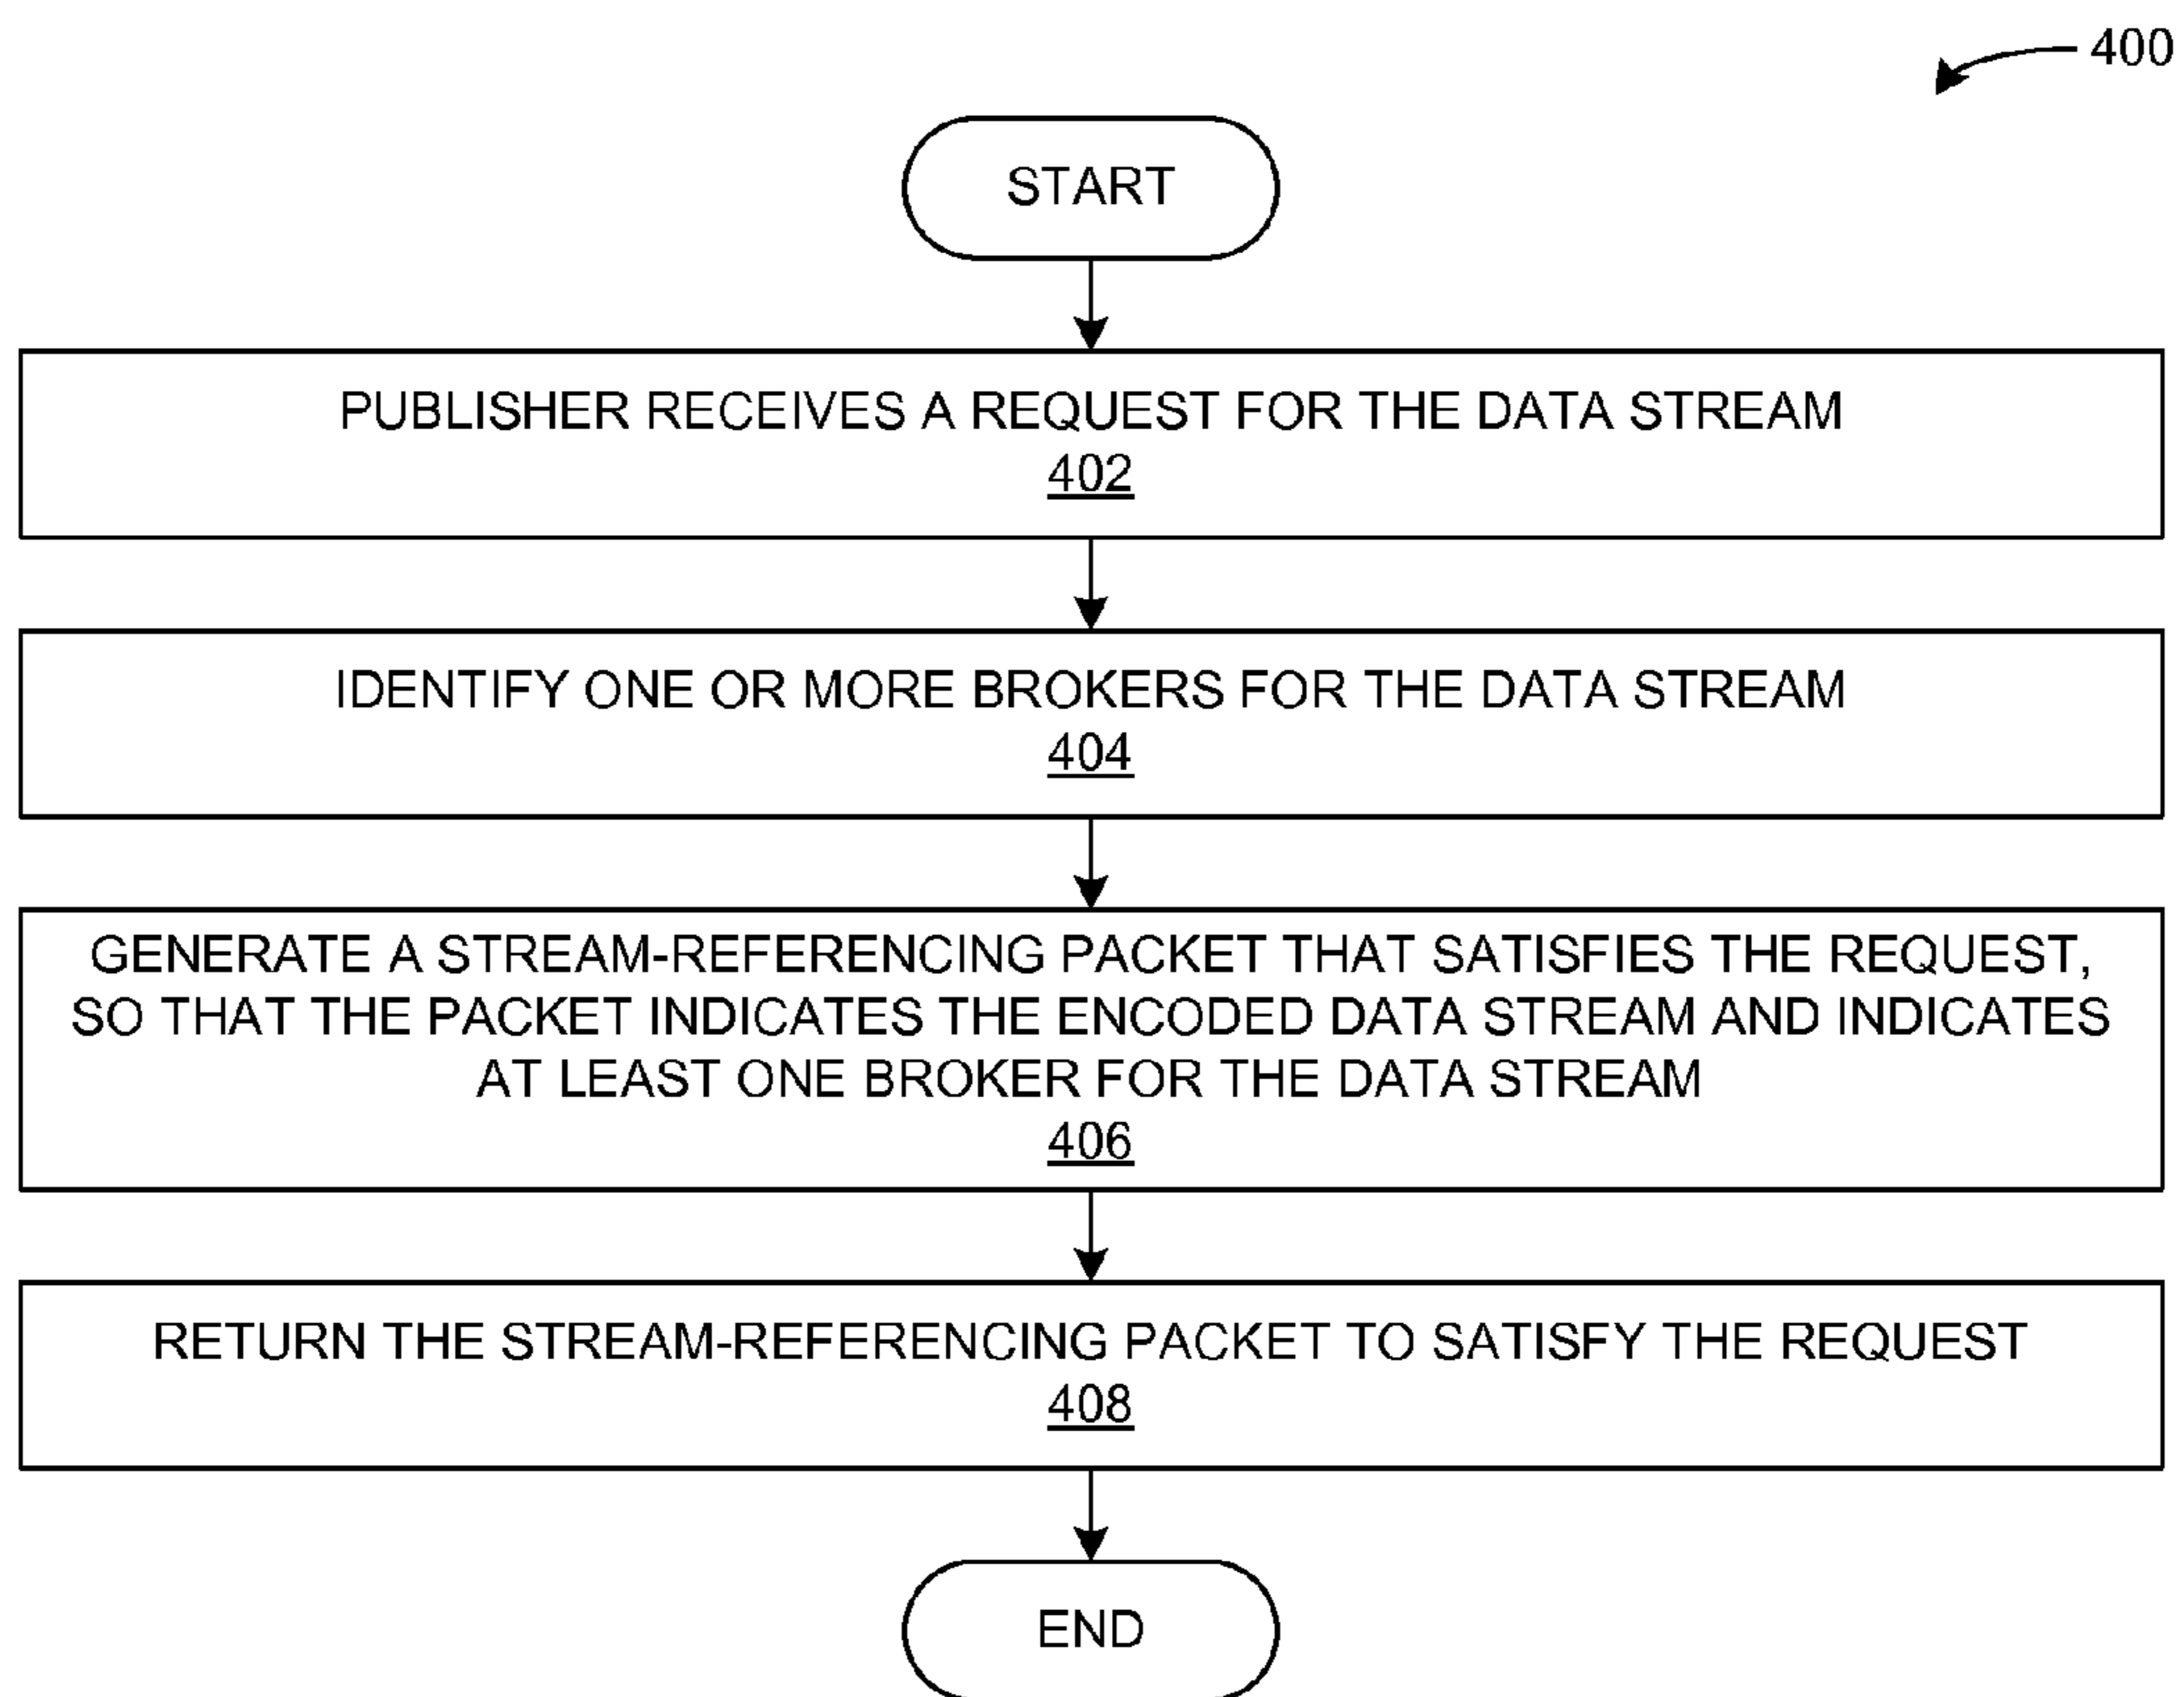 400
START
PUBLISHER RECEIVES A REQUEST FOR THE DATA STREAM
402
IDENTIFY ONE OR MORE BROKERS FOR THE DATA STREAM
404
GENERATE A STREAM-REFERENCING PACKET THAT SATISFIES THE REQUEST,
SO THAT THE PACKET INDICATES THE ENCODED DATA STREAM AND INDICATES
AT LEAST ONE BROKER FOR THE DATA STREAM
406
RETURN THE STREAM-REFERENCING PACKET TO SATISFY THE REQUEST
408
END